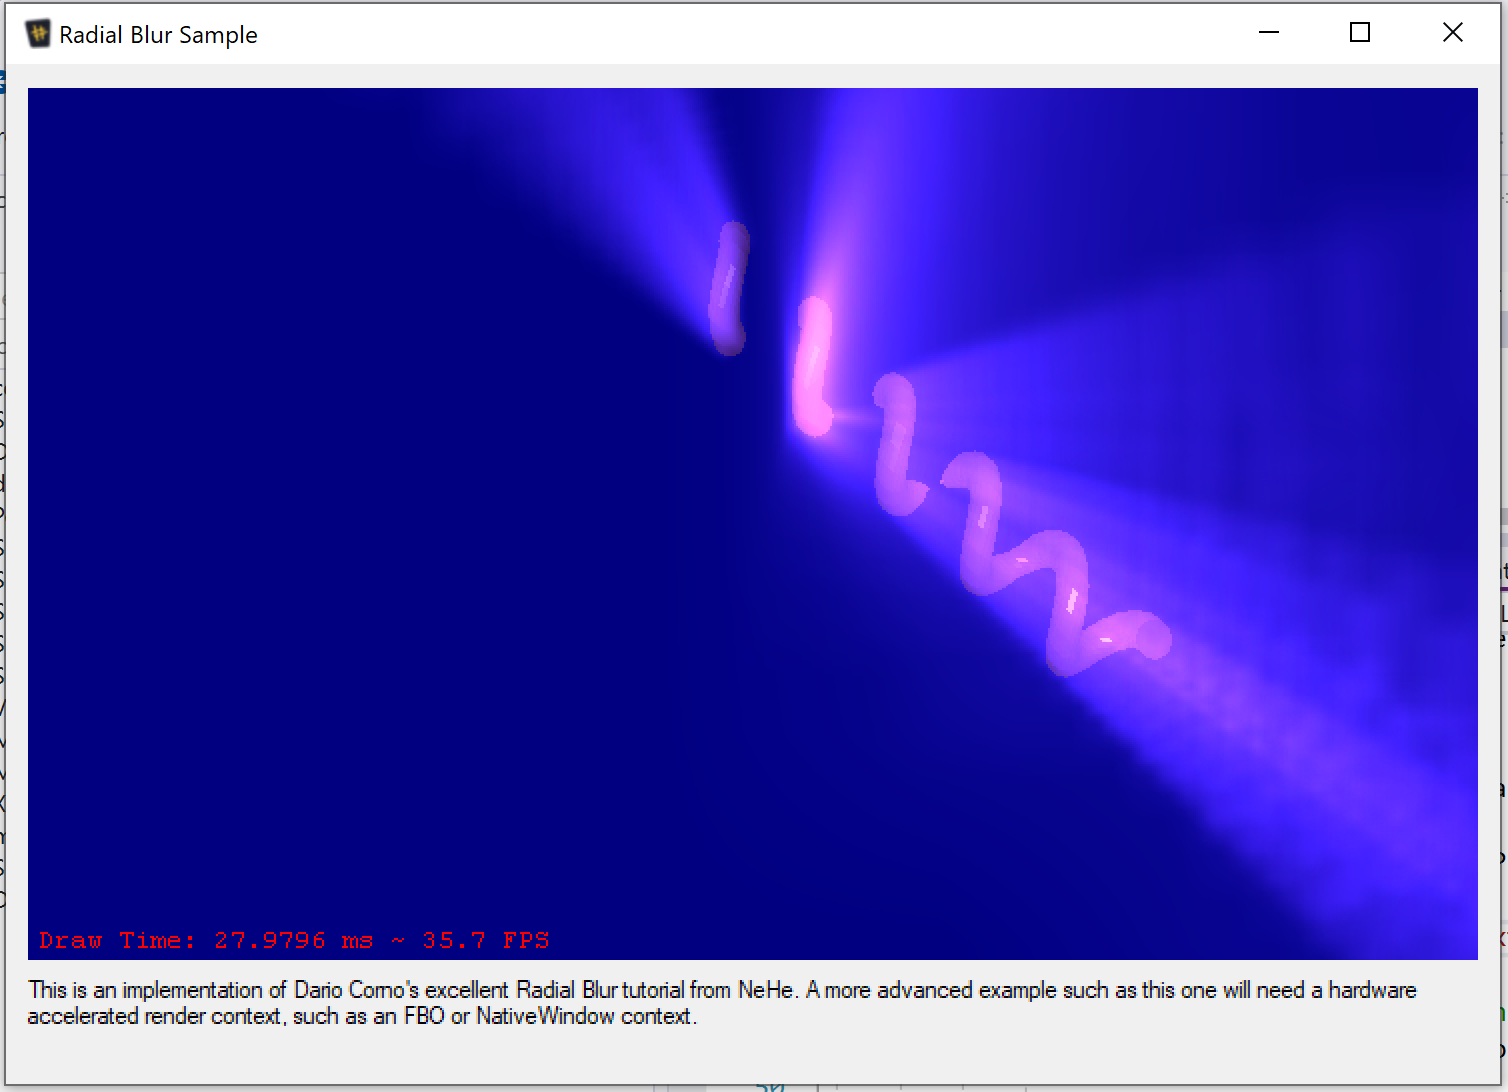 Radial Blur Sample
Draw Time: 27.9796 ms ~ 35.7 FPS
This is an implementation of Dario Corno's excellent Radial Blur tutorial from NeHe. A more advanced example such as this one will need a hardware
accelerated render context, such as an FBO or NativeWindow context.